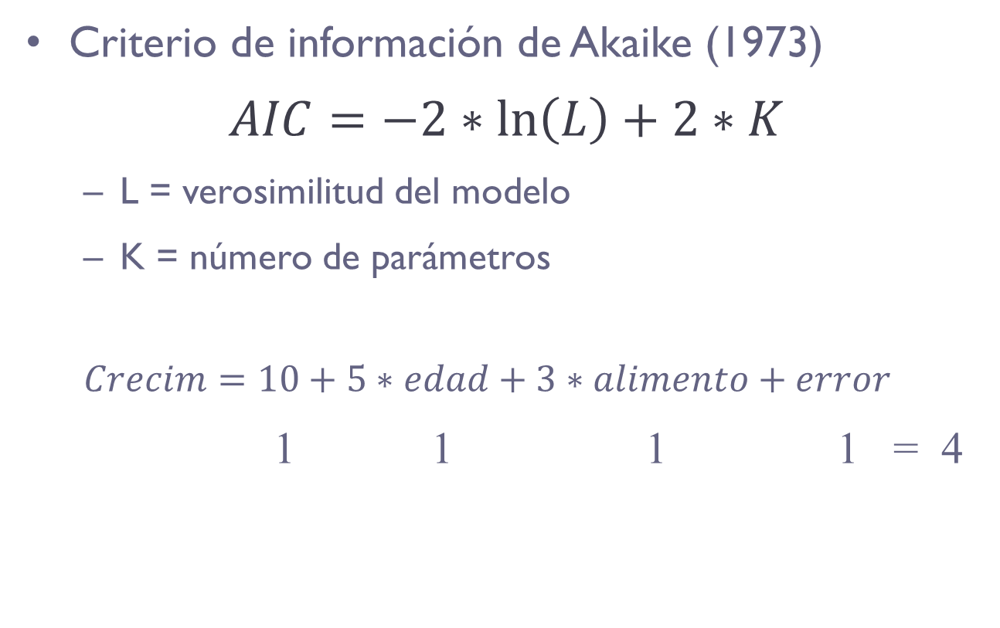 • Criterio de información de Akaike (1973)
AIC = −2 ∗ ln(L) + 2 ∗ K
– L = verosimilitud del modelo
– K = número de parámetros
Crecim = 10 + 5 ∗ edad + 3 ∗ alimento + error
1 1 1 1 = 4